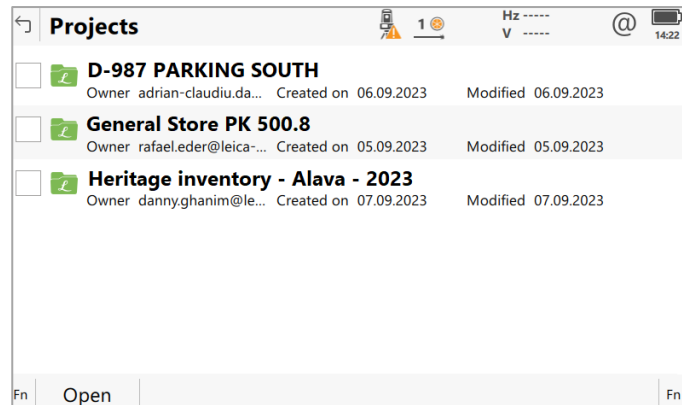 Projects
1
Hz -----
V -----
@
14:22
D-987 PARKING SOUTH
Owner adrian-claudiu.da... Created on 06.09.2023 Modified 06.09.2023
General Store PK 500.8
Owner rafael.eder@leica-... Created on 05.09.2023 Modified 05.09.2023
Heritage inventory - Alava - 2023
Owner danny.ghanim@le... Created on 07.09.2023 Modified 07.09.2023
Fn Open Fn